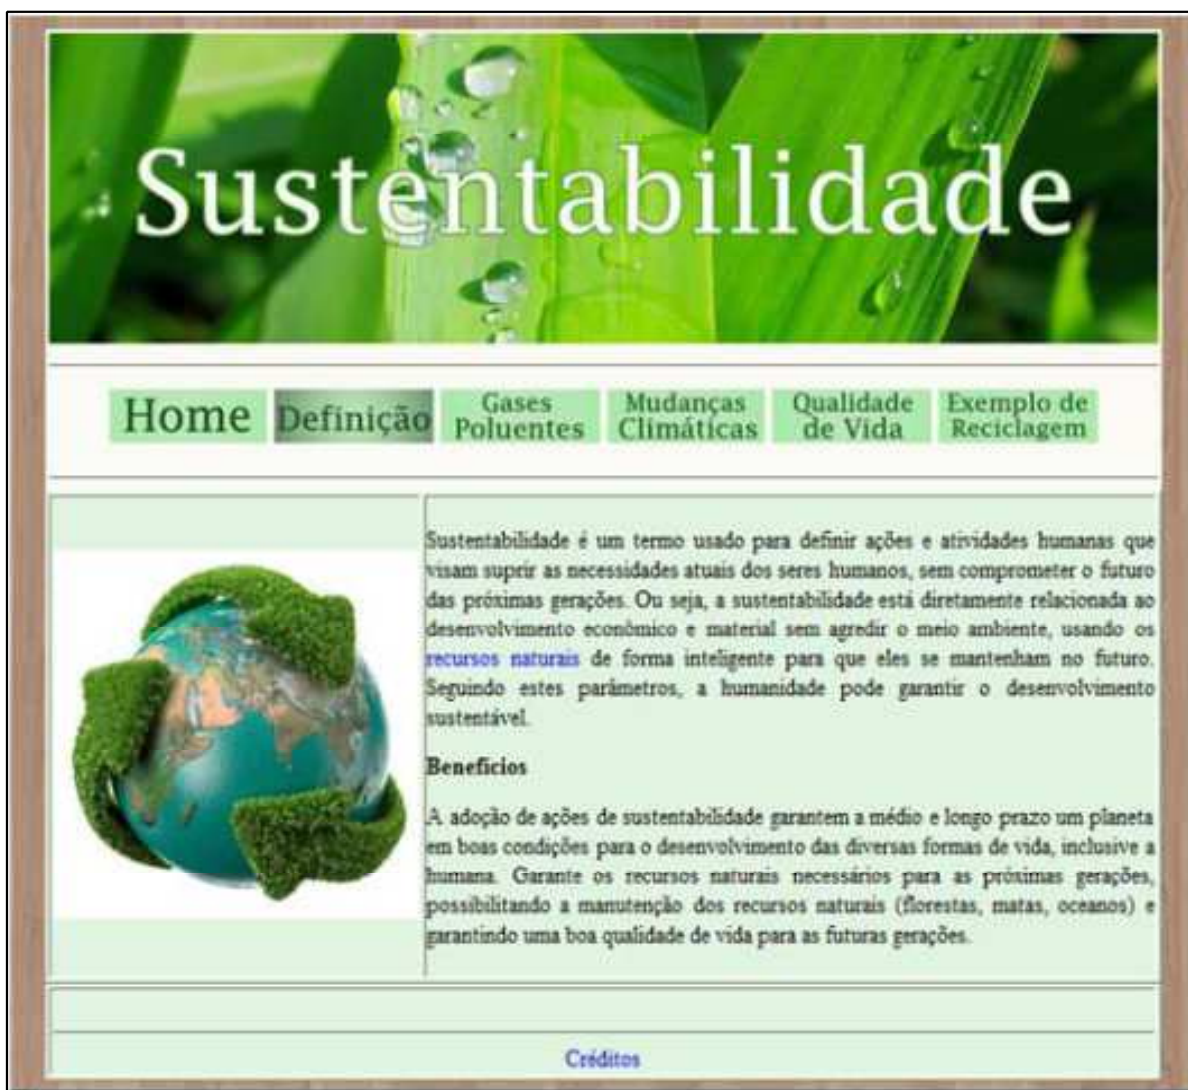 Sustentabilidade
Home
Definição
Gases
Poluentes
Mudanças
Climáticas
Qualidade
de Vida
Exemplo de
Reciclagem
Sustentabilidade é um termo usado para definir ações e atividades humanas que
visam suprir as necessidades atuais dos seres humanos, sem comprometer o futuro
das próximas gerações. Ou seja, a sustentabilidade está diretamente relacionada ao
desenvolvimento econômico e material sem agredir o meio ambiente, usando os
recursos naturais de forma inteligente para que eles se mantenham no futuro.
Seguindo estes parâmetros, a humanidade pode garantir o desenvolvimento
sustentável.
Benefícios
A adoção de ações de sustentabilidade garantem a médio e longo prazo um planeta
em boas condições para o desenvolvimento das diversas formas de vida, inclusive a
humana. Garante os recursos naturais necessários para as próximas gerações,
possibilitando a manutenção dos recursos naturais (florestas, matas, oceanos) e
garantindo uma boa qualidade de vida para as futuras gerações.
Créditos